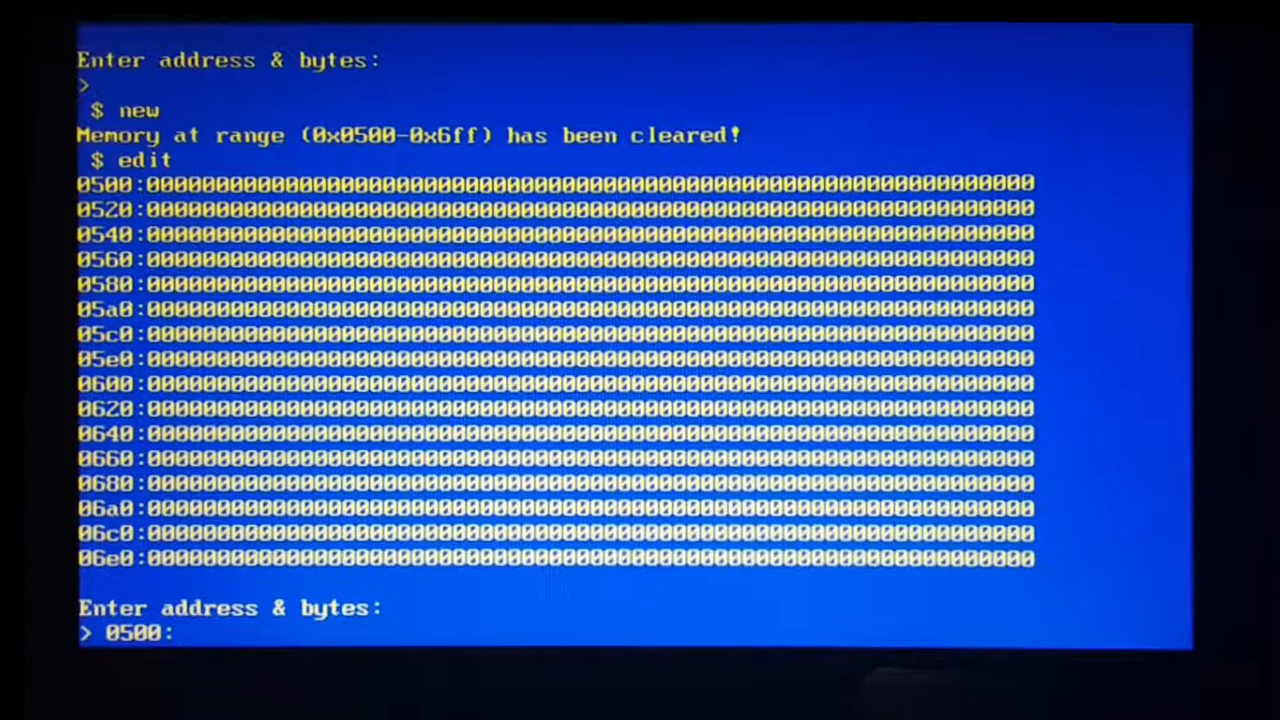 Enter address & bytes:
>
$ new
Memory at range (0x0500-0x6ff) has been cleared!
$ edit
0500:0000000000000000000000000000000000000000000000000000000000000000
0520:0000000000000000000000000000000000000000000000000000000000000000
0540:0000000000000000000000000000000000000000000000000000000000000000
0560:0000000000000000000000000000000000000000000000000000000000000000
0580:0000000000000000000000000000000000000000000000000000000000000000
05a0:0000000000000000000000000000000000000000000000000000000000000000
05c0:0000000000000000000000000000000000000000000000000000000000000000
05e0:0000000000000000000000000000000000000000000000000000000000000000
0600:0000000000000000000000000000000000000000000000000000000000000000
0620:0000000000000000000000000000000000000000000000000000000000000000
0640:0000000000000000000000000000000000000000000000000000000000000000
0660:0000000000000000000000000000000000000000000000000000000000000000
0680:0000000000000000000000000000000000000000000000000000000000000000
06a0:0000000000000000000000000000000000000000000000000000000000000000
06c0:0000000000000000000000000000000000000000000000000000000000000000
06e0:0000000000000000000000000000000000000000000000000000000000000000
Enter address & bytes:
> 0500: